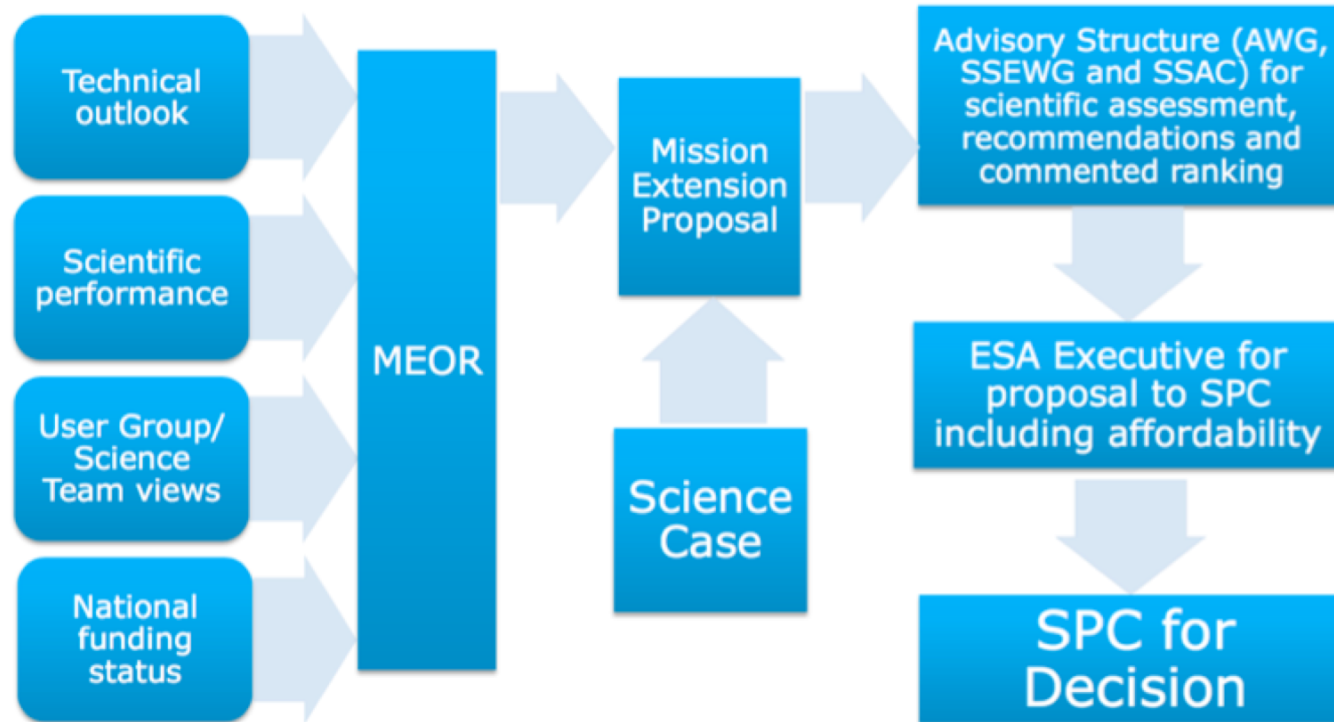 Technical
outlook
Scientific
performance
User Group/
Science
Team views
National
funding
status
MEOR
Mission
Extension
Proposal
Science
Case
Advisory Structure (AWG,
SSEWG and SSAC) for
scientific assessment,
recommendations and
commented ranking
ESA Executive for
proposal to SPC
including affordability
SPC for
Decision